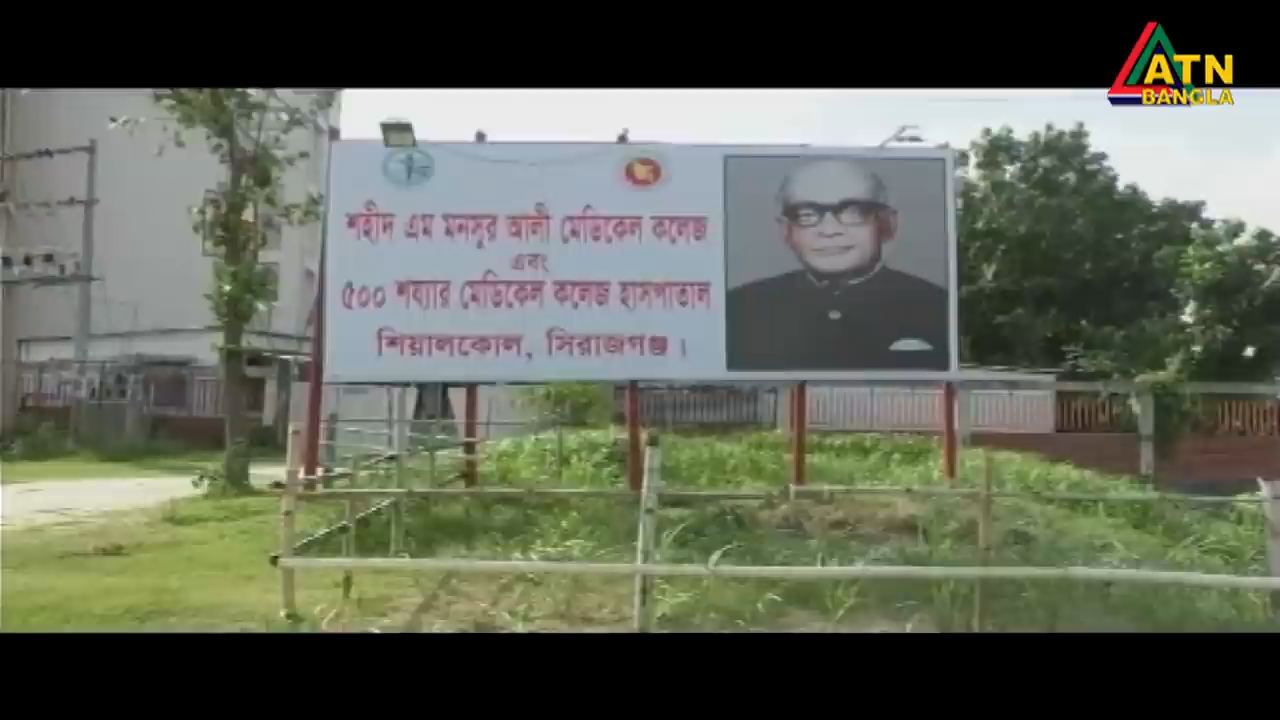 ATN
BANGLA
শহীদ এম মনসুর আলী মেডিকেল কলেজ
এবং
৫০০ শয্যার মেডিকেল কলেজ হাসপাতাল
শিয়ালকোল, সিরাজগঞ্জ।